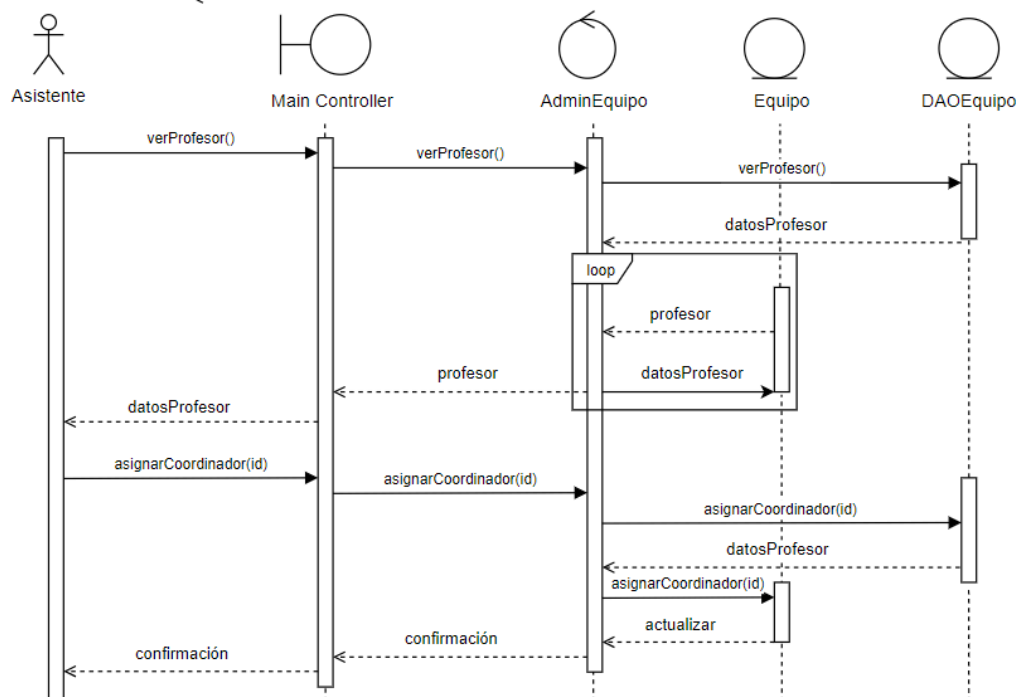 Asistente
Main Controller
AdminEquipo
Equipo
DAOEquipo
verProfesor()
verProfesor()
verProfesor()
datosProfesor
loop
profesor
profesor
datosProfesor
datosProfesor
asignarCoordinador(id)
asignarCoordinador(id)
asignarCoordinador(id)
datosProfesor
asignarCoordinador(id)
actualizar
confirmación
confirmación